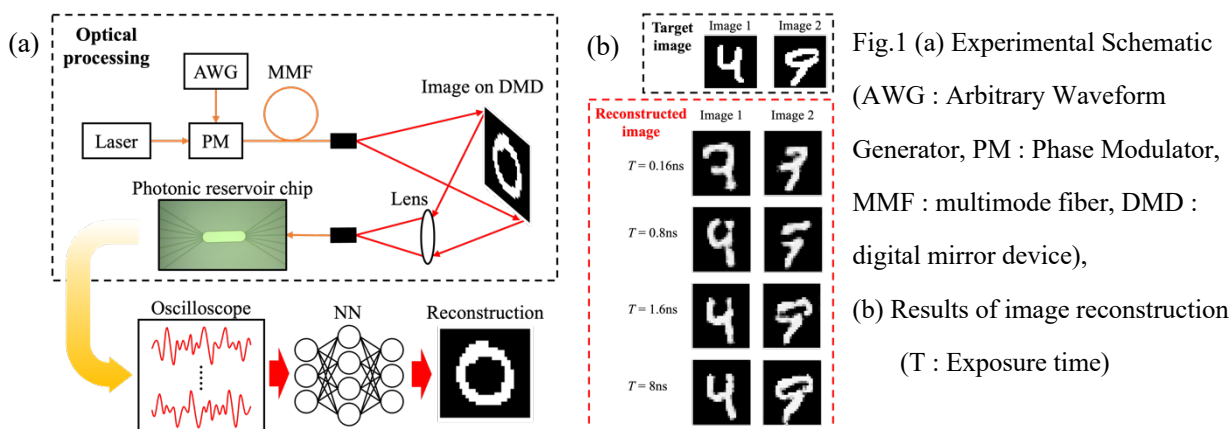 (a)
Optical
processing
AWG
MMF
Image on DMD
Laser
PM
Photonic reservoir chip
Lens
Oscilloscope
NN
Reconstruction
(b)
Target
image
Image 1
Image 2
Reconstructed
image
Image 1
Image 2
T = 0.16ns
T = 0.8ns
T = 1.6ns
T = 8ns
Fig.1 (a) Experimental Schematic
(AWG : Arbitrary Waveform
Generator, PM : Phase Modulator,
MMF : multimode fiber, DMD :
digital mirror device),
(b) Results of image reconstruction
(T : Exposure time)